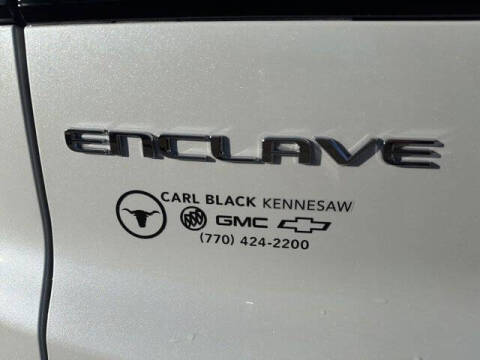 ENCLAVE
CARL BLACK KENNESAW
GMC
(770) 424-2200